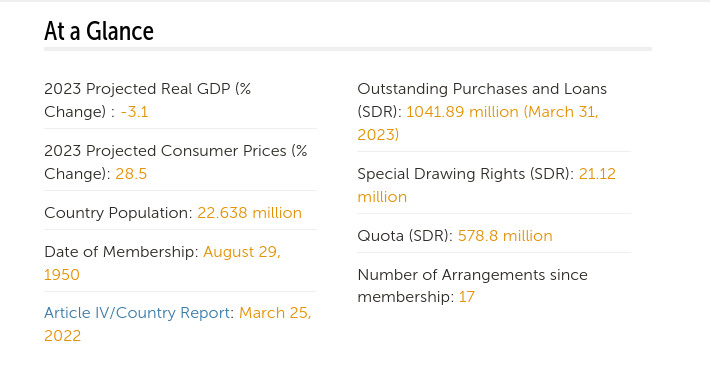 At a Glance
2023 Projected Real GDP (%
Change) : -3.1
2023 Projected Consumer Prices (%
Change): 28.5
Country Population: 22.638 million
Date of Membership: August 29,
1950
Article IV/Country Report: March 25,
2022
Outstanding Purchases and Loans
(SDR): 1041.89 million (March 31,
2023)
Special Drawing Rights (SDR): 21.12
million
Quota (SDR): 578.8 million
Number of Arrangements since
membership: 17